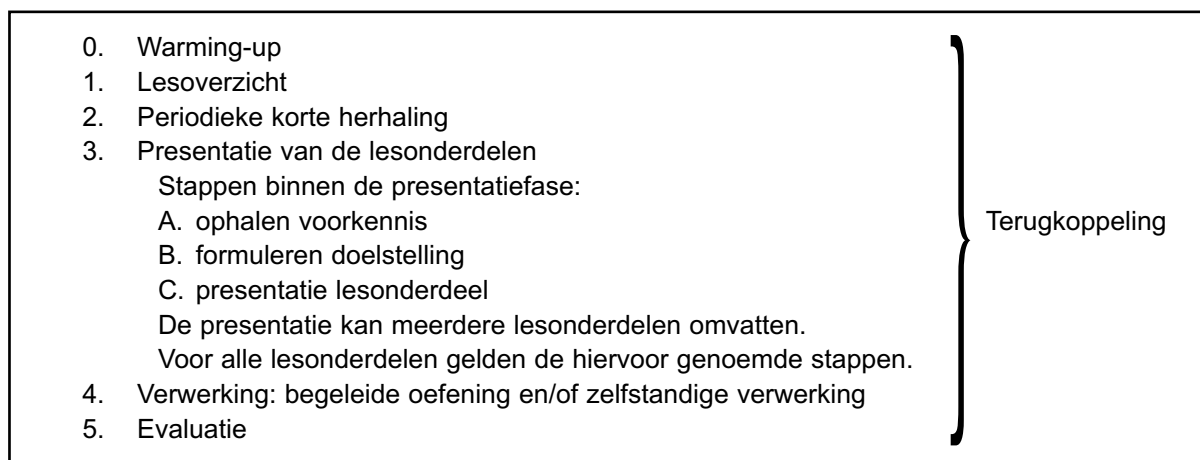 0. Warming-up
1. Lesoverzicht
2. Periodieke korte herhaling
3. Presentatie van de lesonderdelen
Stappen binnen de presentatiefase:
A. ophalen voorkennis
B. formuleren doelstelling
C. presentatie lesonderdeel
De presentatie kan meerdere lesonderdelen omvatten.
Voor alle lesonderdelen gelden de hiervoor genoemde stappen.
4. Verwerking: begeleide oefening en/of zelfstandige verwerking
5. Evaluatie
Terugkoppeling